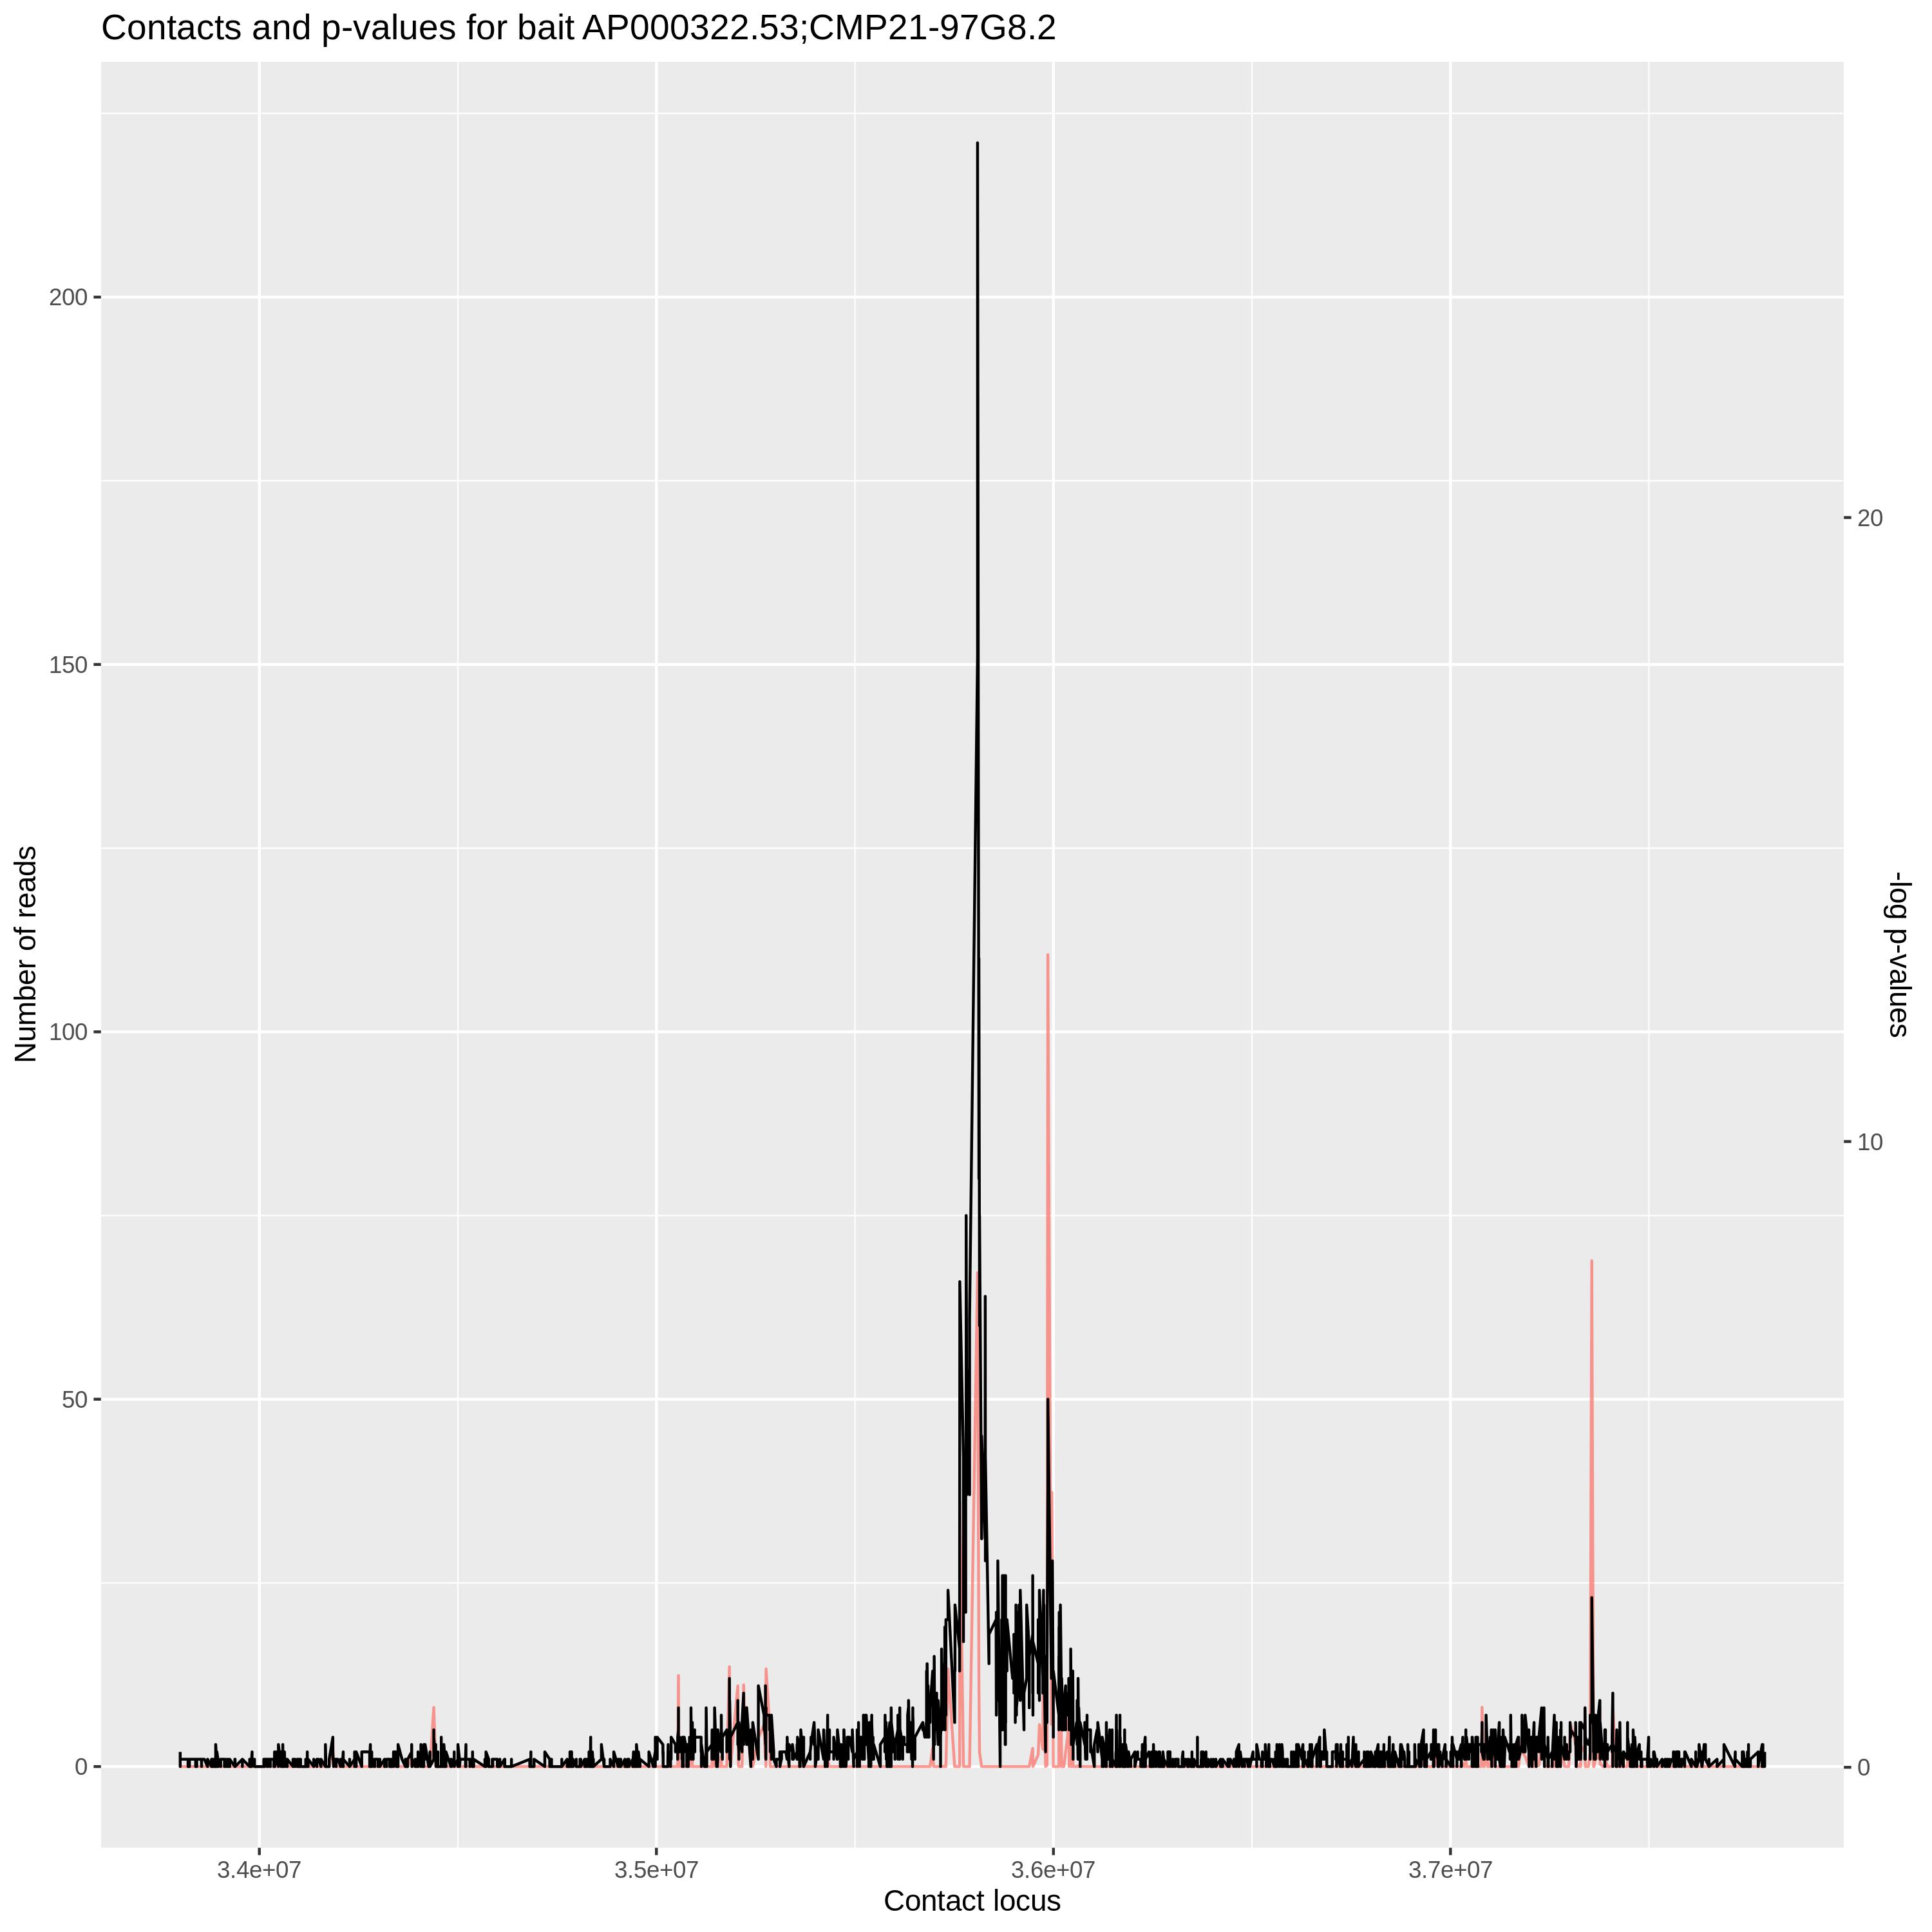 Contacts and p-values for bait AP000322.53;CMP21-97G8.2
Number of reads
200
150
100
50
0
20
10
0
-log p-values
3.4e+07
3.5e+07
3.6e+07
3.7e+07
Contact locus